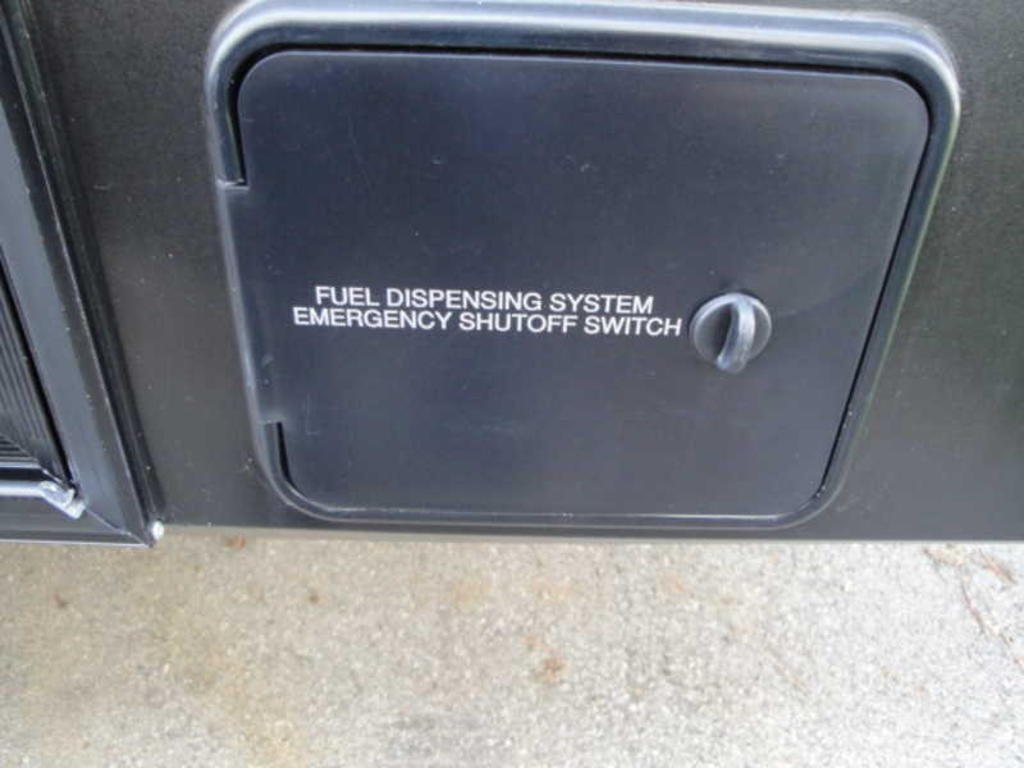 FUEL DISPENSING SYSTEM
EMERGENCY SHUTOFF SWITCH